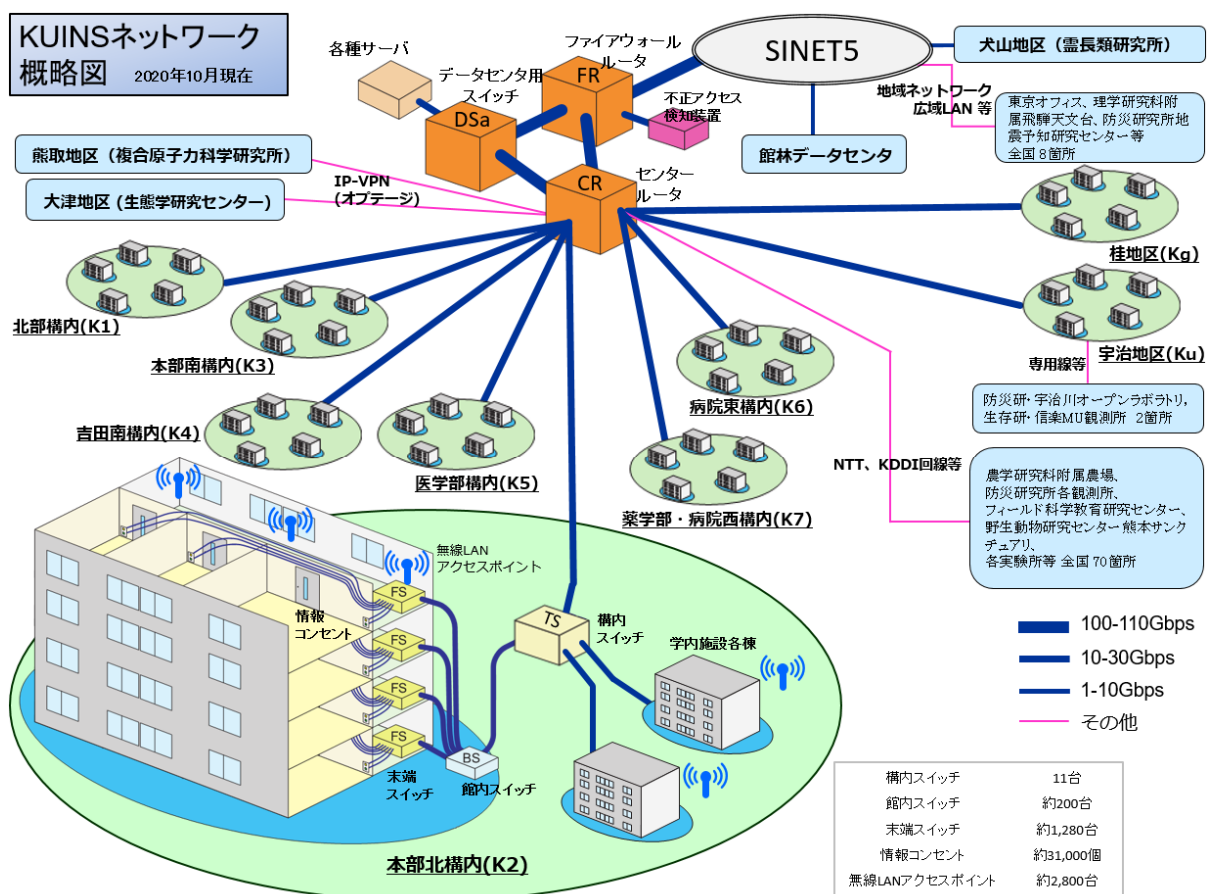 KUINSネットワーク
概略図 2020年10月現在
各種サーバ
データセンタ用
スイッチ
DSa
ファイアウォール
ルータ
FR
不正アクセス
検知装置
SINET5
犬山地区（霊長類研究所）
地域ネットワーク
広域LAN 等
東京オフィス、理学研究科附
属飛騨天文台、防災研究所地
震予知研究センター等
全国8箇所
館林データセンタ
熊取地区（複合原子力科学研究所）
大津地区 (生態学研究センター)
IP-VPN
(オプテージ)
CR
センター
ルータ
桂地区(Kg)
北部構内(K1)
本部南構内(K3)
吉田南構内(K4)
医学部構内(K5)
病院東構内(K6)
薬学部・病院西構内(K7)
宇治地区(Ku)
専用線等
防災研・宇治川オープンラボラトリ，
生存研・信楽MU観測所 2箇所
NTT、KDDI回線等
農学研究科附属農場、
防災研究所各観測所、
フィールド科学教育研究センター、
野生動物研究センター熊本サンク
チュアリ、
各実験所等 全国70箇所
無線LAN
アクセスポイント
情報
コンセント
FS
FS
FS
FS
末端
スイッチ
BS
館内スイッチ
TS
構内
スイッチ
学内施設各棟
本部北構内(K2)
100-110Gbps
10-30Gbps
1-10Gbps
その他
構内スイッチ 11台
館内スイッチ 約200台
末端スイッチ 約1,280台
情報コンセント 約31,000個
無線LANアクセスポイント 約2,800台